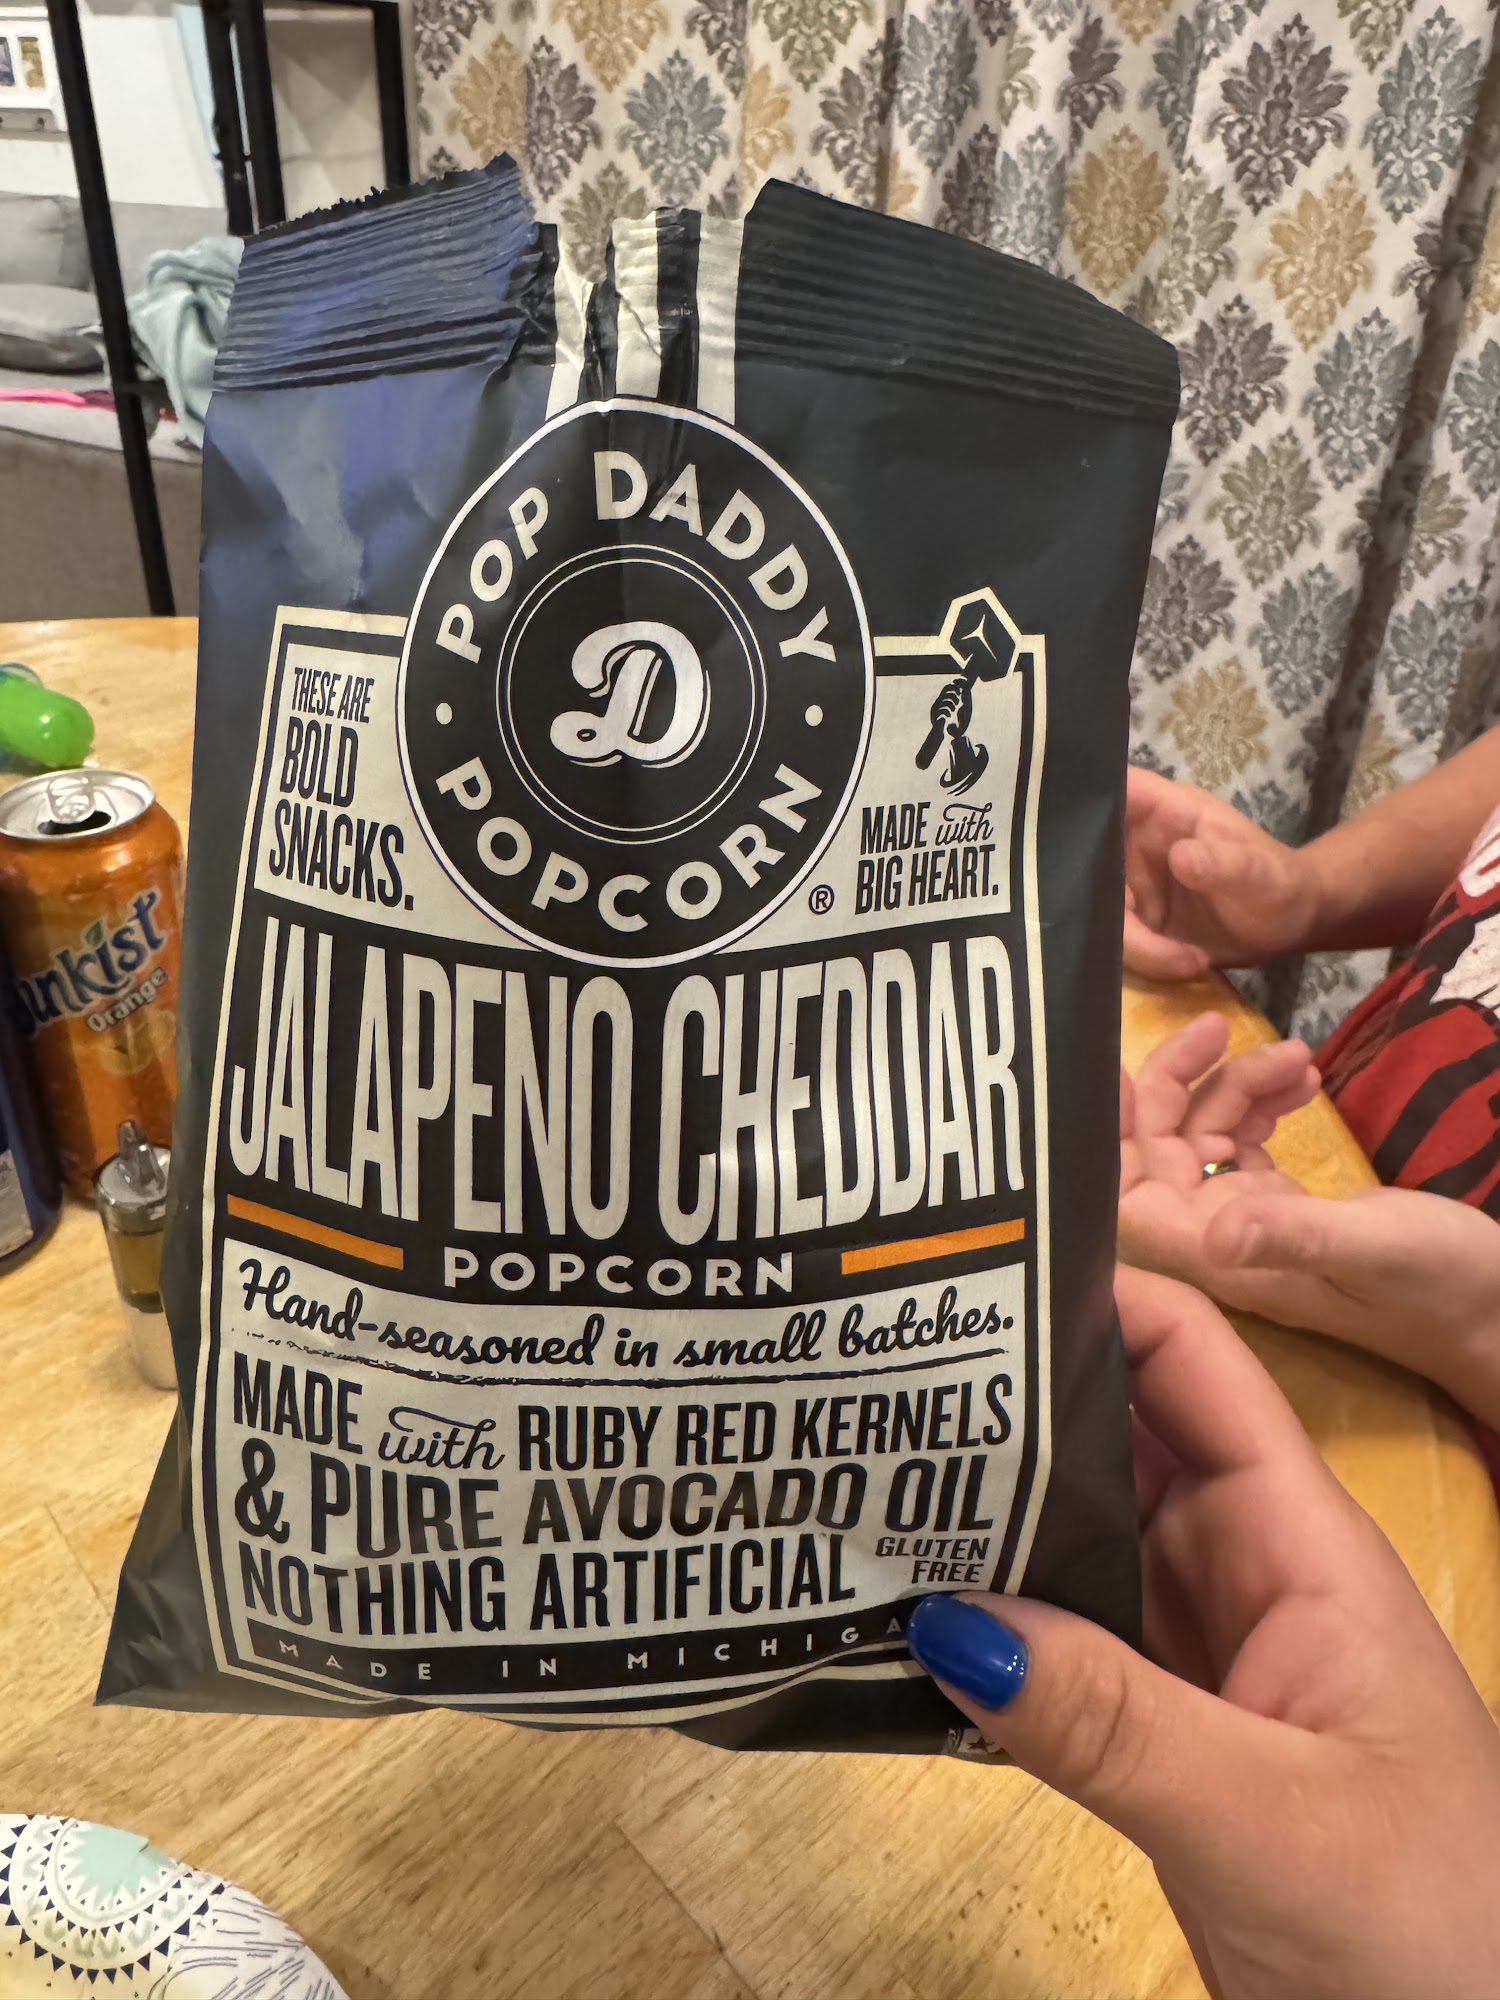 POP DADDY
D
POPCORN
®
THESE ARE
BOLD
SNACKS.
MADE with
BIG HEART.
JALAPENO CHEDDAR
POPCORN
Hand-seasoned in small batches.
MADE with RUBY RED KERNELS
& PURE AVOCADO OIL
NOTHING ARTIFICIAL
GLUTEN
FREE
MADE IN MICHIGA
unkist
Orange